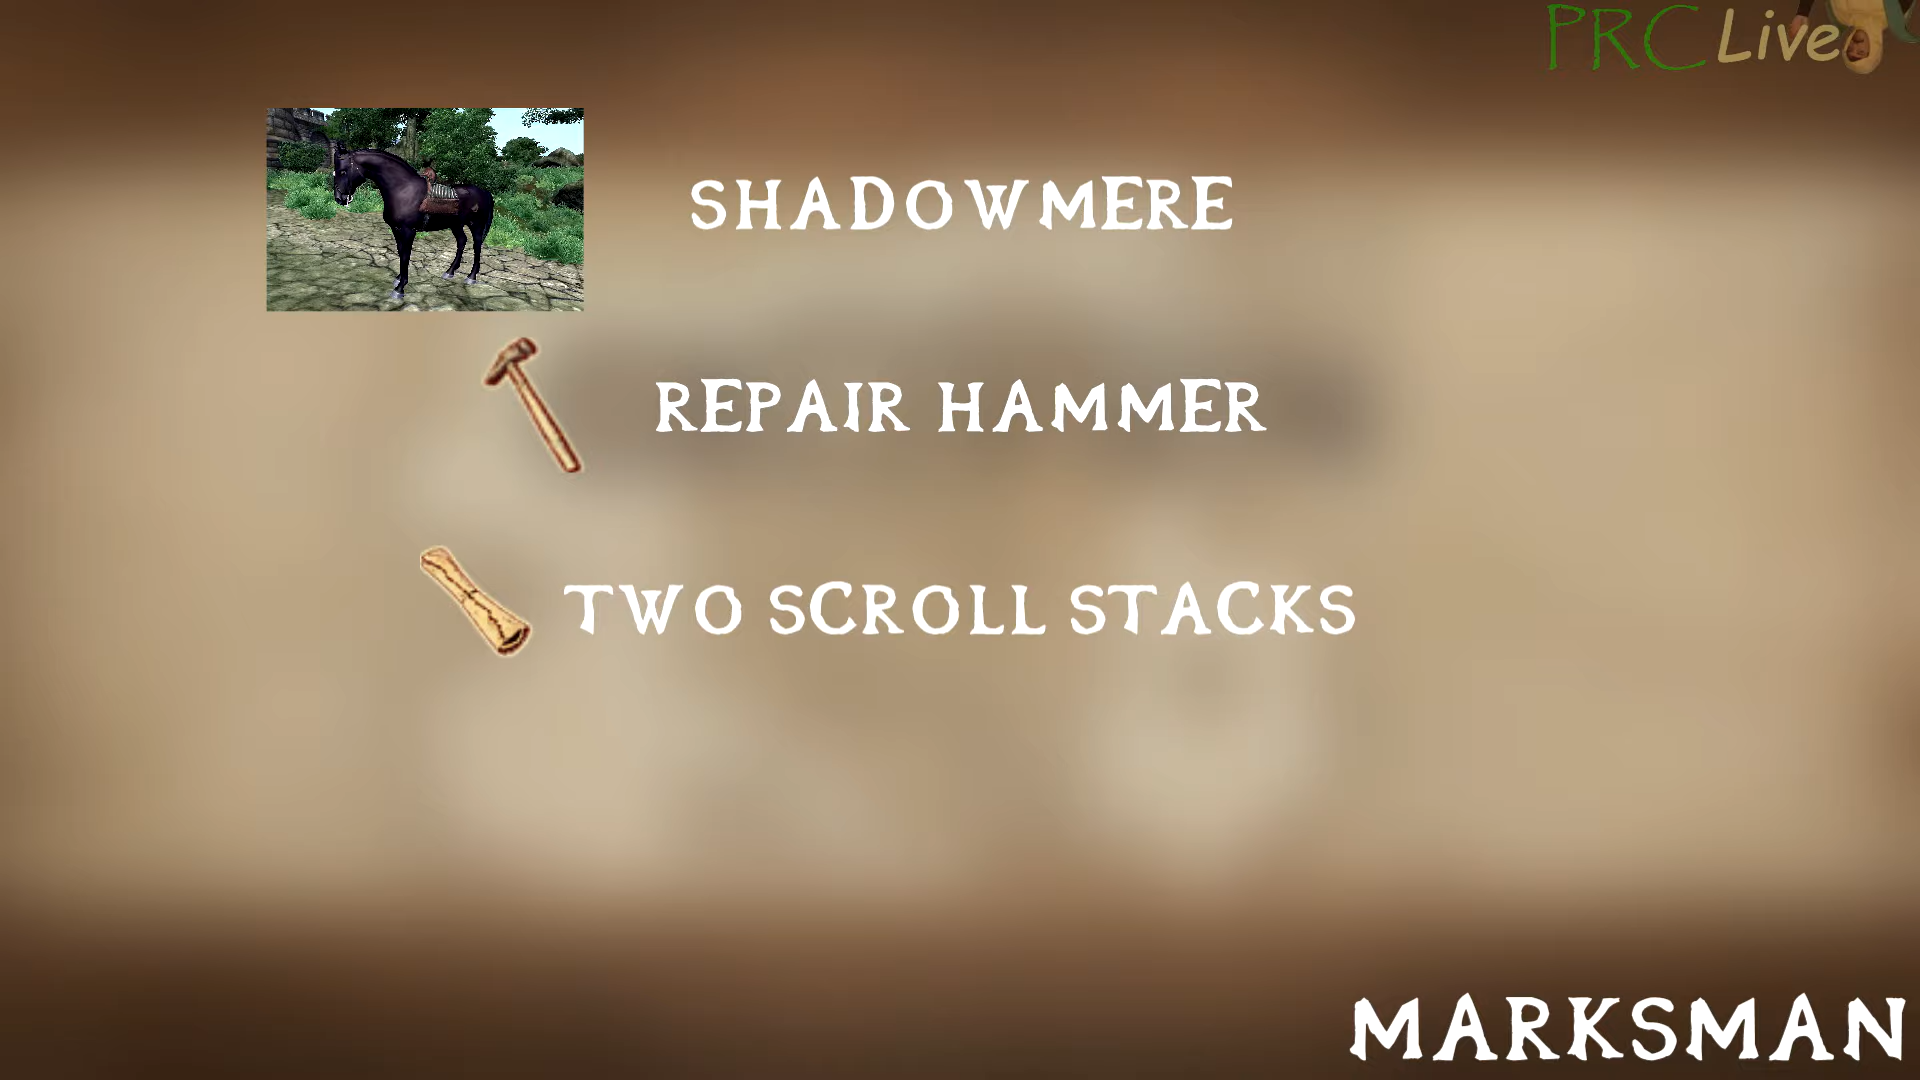 PRC Live
SHADOWMERE
REPAIR HAMMER
TWO SCROLL STACKS
MARKSMAN